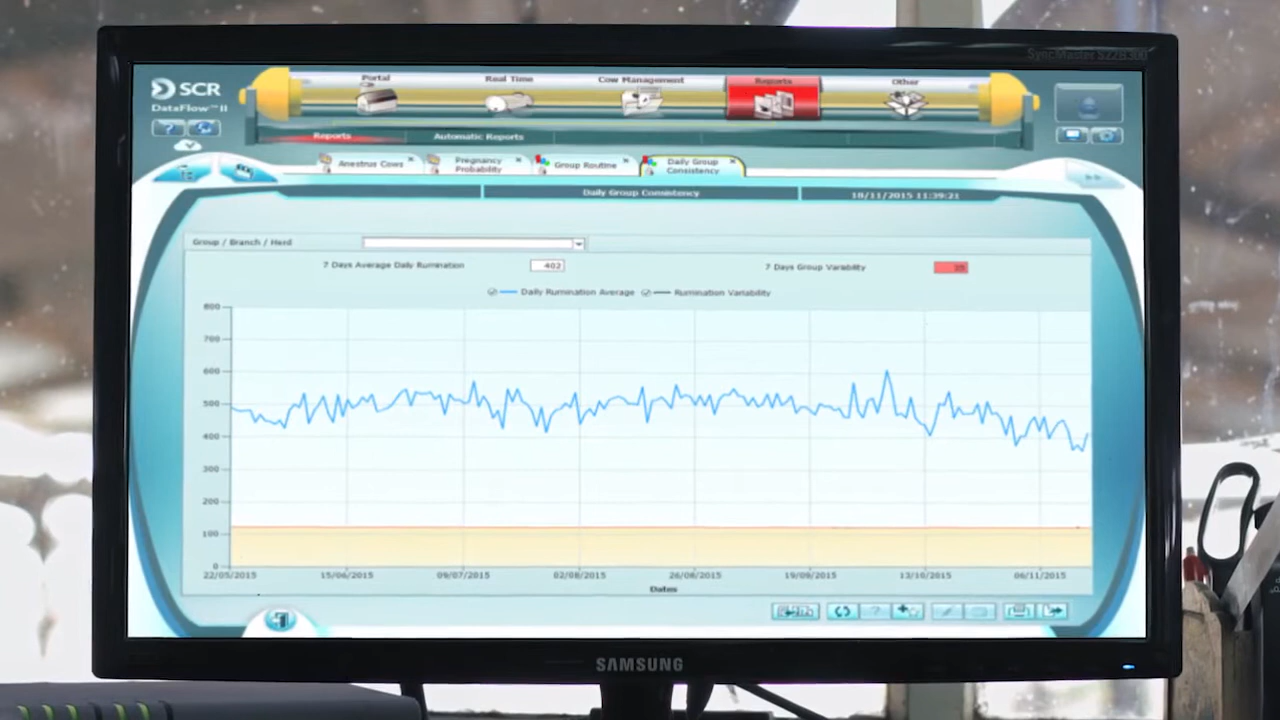 SyncMaster S22B300
SCR
DataFlow™ II
Portal
Real Time
Cow Management
Reports
Other
Reports
Automatic Reports
Anestrus Cows
Pregnancy
Probability
Group Routine
Daily Group
Consistency
Daily Group Consistency
18/11/2015 11:39:21
Group / Branch / Herd
7 Days Average Daily Rumination
402
7 Days Group Variability
Daily Rumination Average
Rumination Variability
800
700
600
500
400
300
200
100
0
22/05/2015
15/06/2015
09/07/2015
02/08/2015
26/08/2015
19/09/2015
13/10/2015
06/11/2015
Dates
SAMSUNG